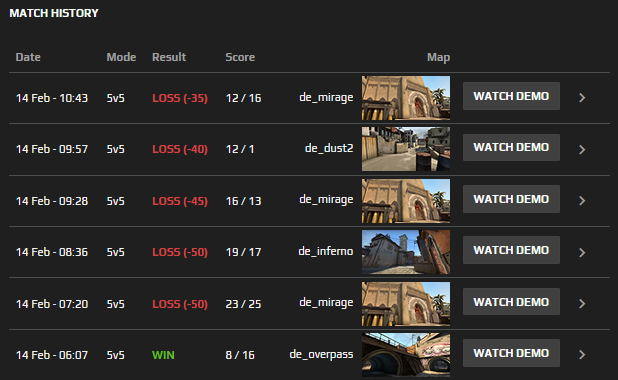 MATCH HISTORY
Date Mode Result Score Map
14 Feb - 10:43 5v5 LOSS (-35) 12 / 16 de_mirage WATCH DEMO
14 Feb - 09:57 5v5 LOSS (-40) 12 / 1 de_dust2 WATCH DEMO
14 Feb - 09:28 5v5 LOSS (-45) 16 / 13 de_mirage WATCH DEMO
14 Feb - 08:36 5v5 LOSS (-50) 19 / 17 de_inferno WATCH DEMO
14 Feb - 07:20 5v5 LOSS (-50) 23 / 25 de_mirage WATCH DEMO
14 Feb - 06:07 5v5 WIN 8 / 16 de_overpass WATCH DEMO